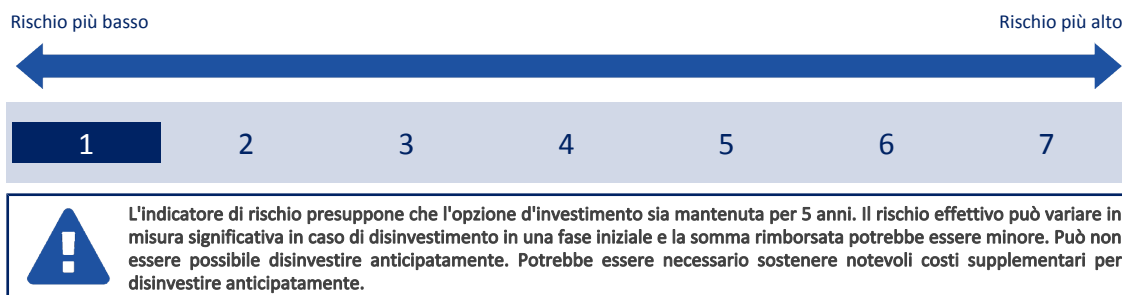 Rischio più basso Rischio più alto
1 2 3 4 5 6 7
L'indicatore di rischio presuppone che l'opzione d'investimento sia mantenuta per 5 anni. Il rischio effettivo può variare in
misura significativa in caso di disinvestimento in una fase iniziale e la somma rimborsata potrebbe essere minore. Può non
essere possibile disinvestire anticipatamente. Potrebbe essere necessario sostenere notevoli costi supplementari per
disinvestire anticipatamente.